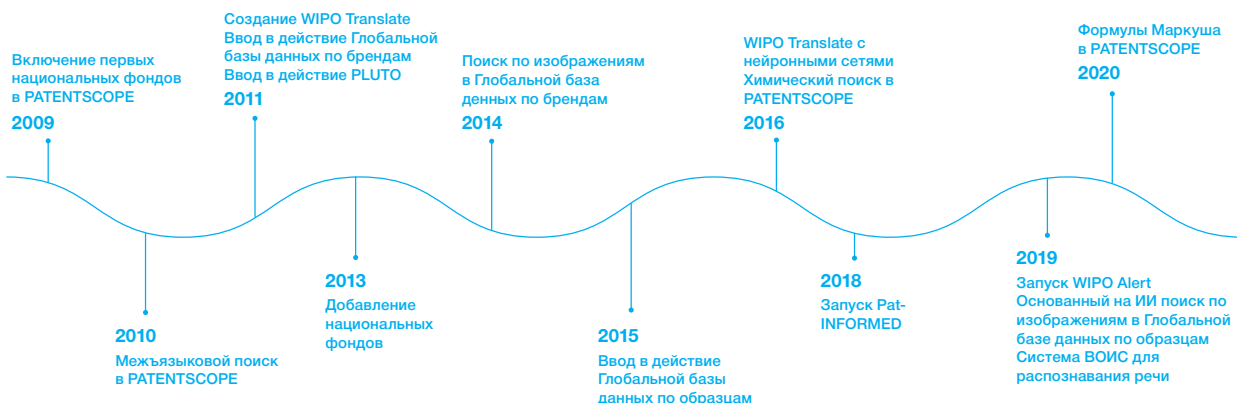 Включение первых
национальных фондов
в PATENTSCOPE
2009
2010
Межъязыковой поиск
в PATENTSCOPE
Создание WIPO Translate
Ввод в действие Глобальной
базы данных по брендам
Ввод в действие PLUTO
2011
2013
Добавление
национальных
фондов
Поиск по изображениям
в Глобальной база
данных по брендам
2014
2015
Ввод в действие
Глобальной базы
данных по образцам
WIPO Translate с
нейронными сетями
Химический поиск в
PATENTSCOPE
2016
2018
Запуск Pat-
INFORMED
2019
Запуск WIPO Alert
Основанный на ИИ поиск по
изображениям в Глобальной
базе данных по образцам
Система ВОИС для
распознавания речи
Формулы Маркуша
в PATENTSCOPE
2020